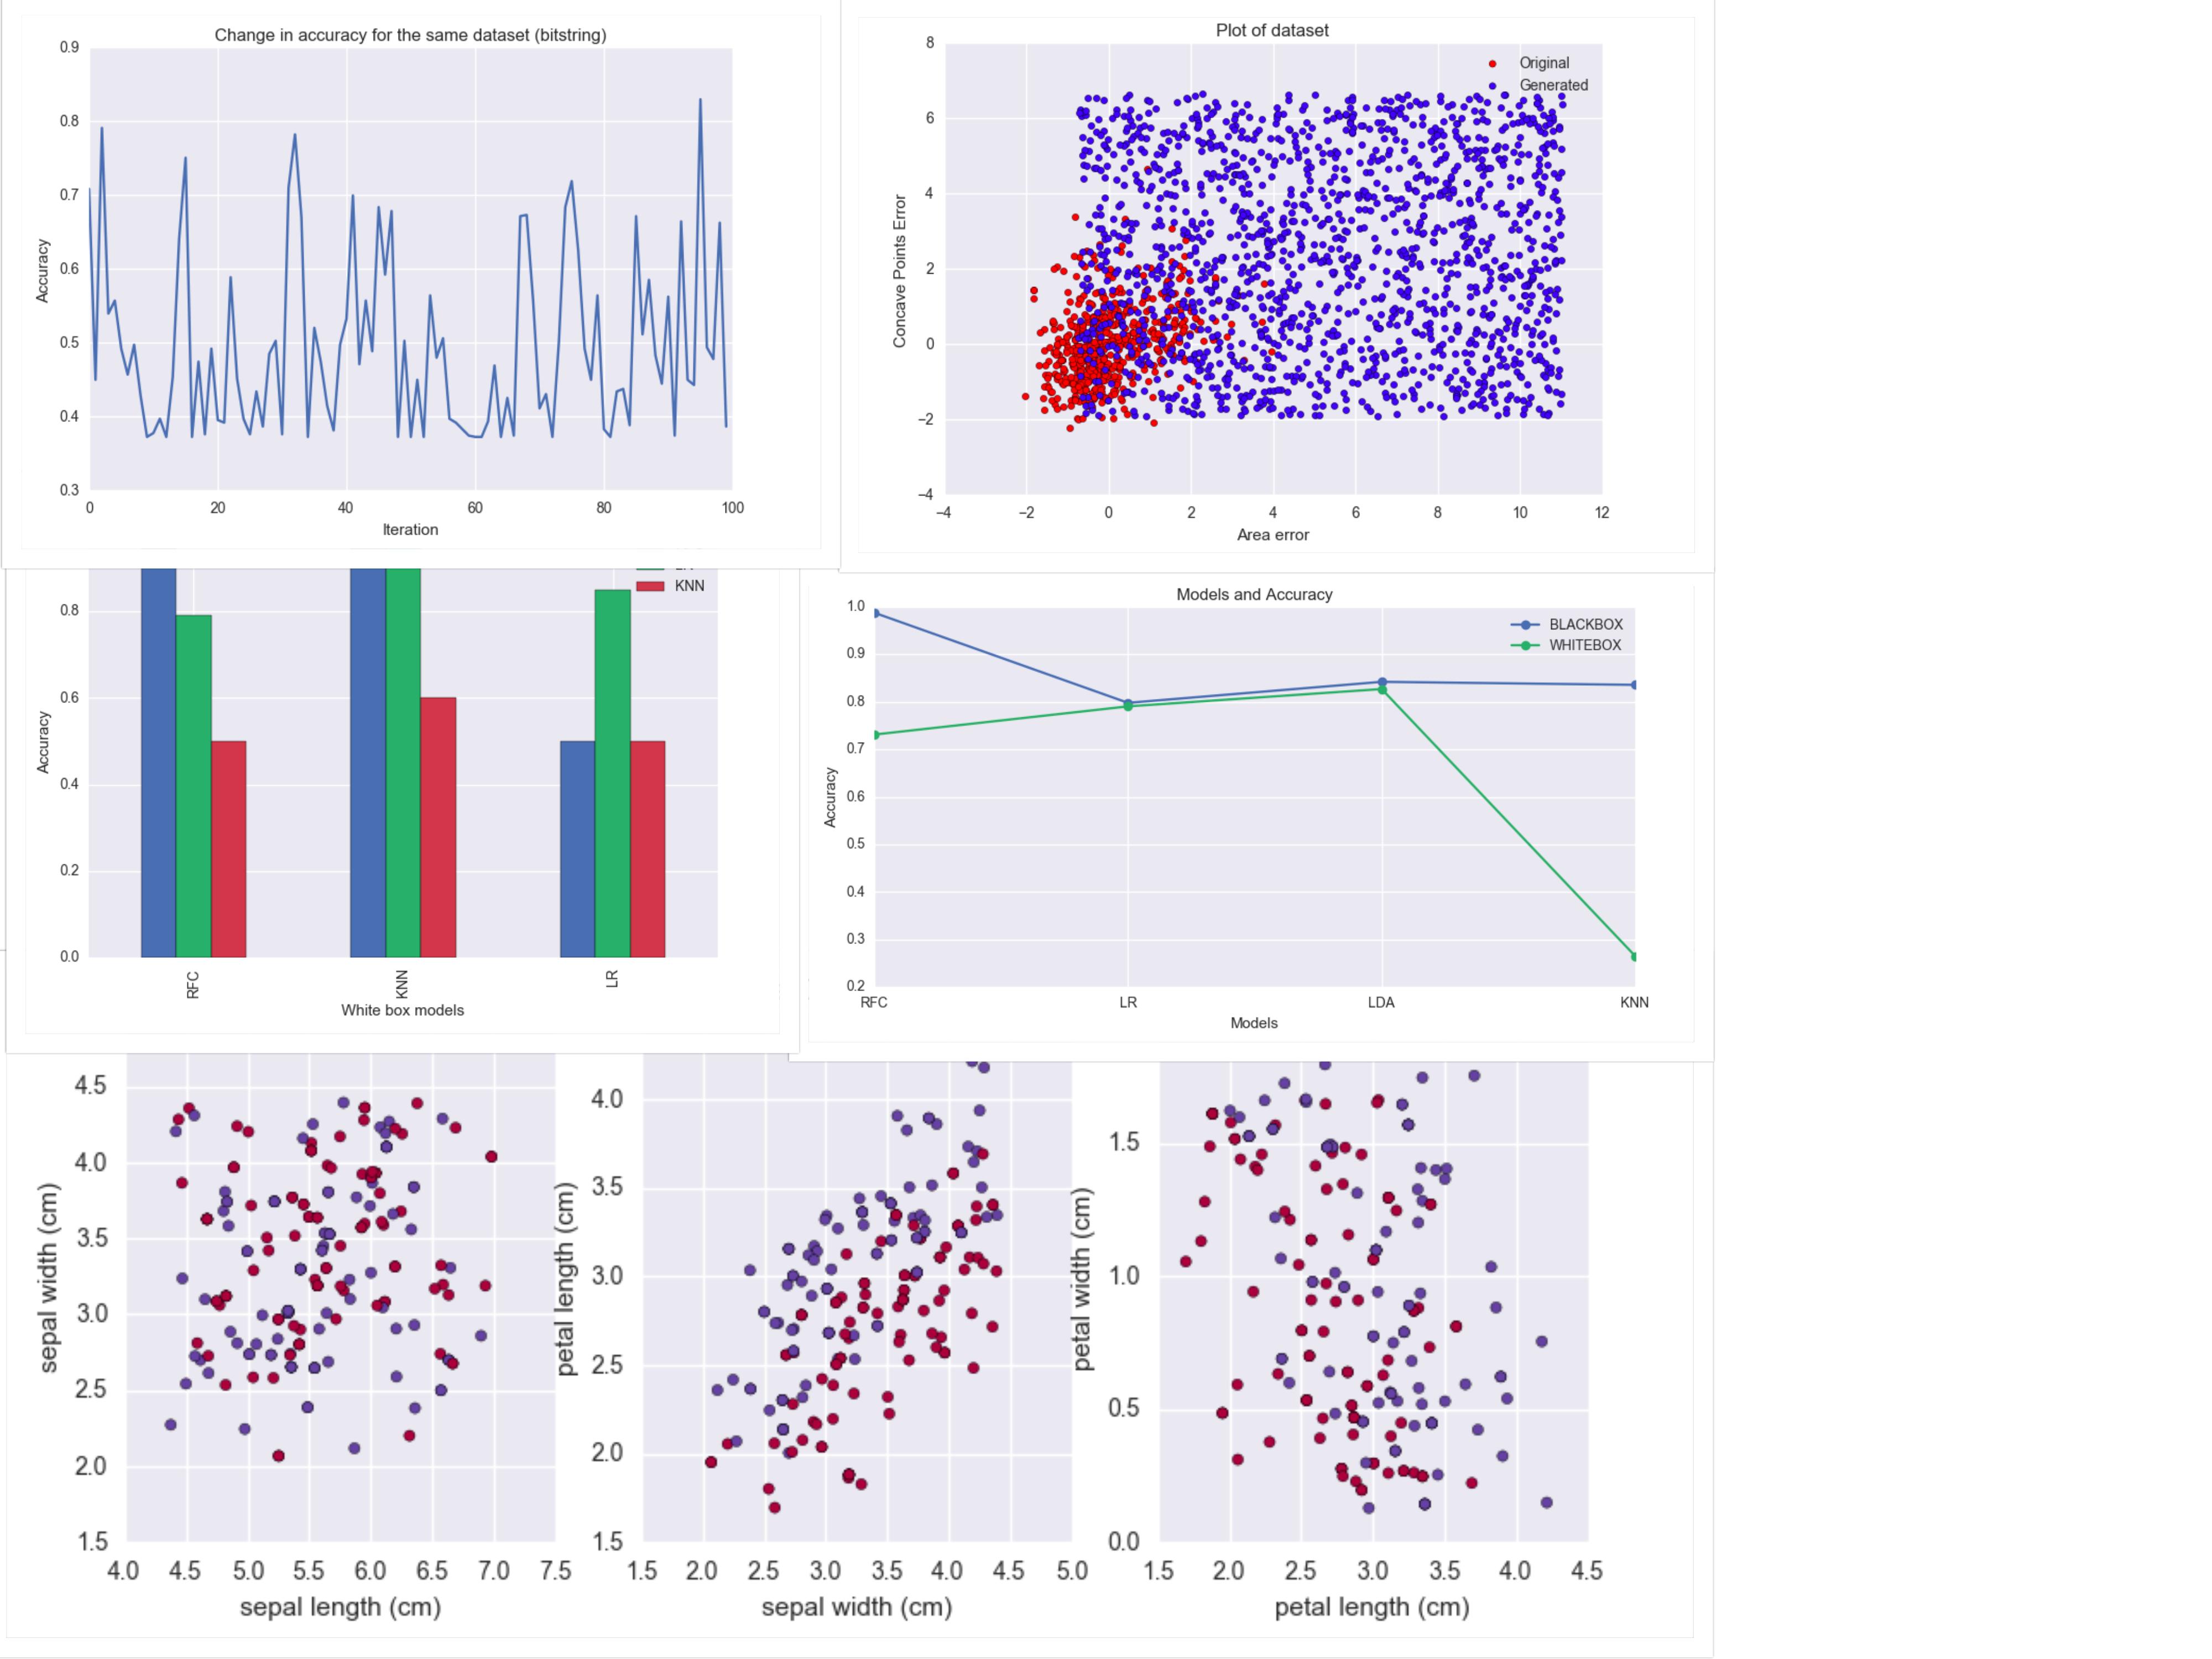 Change in accuracy for the same dataset (bitstring)
0.9
0.8
0.7
0.6
0.5
0.4
0.3
Accuracy
0 20 40 60 80 100
Iteration
Plot of dataset
Original
Generated
8
6
4
2
0
−2
−4
Concave Points Error
−4 −2 0 2 4 6 8 10 12
Area error
KNN
0.8
0.6
0.4
0.2
0.0
Accuracy
RFC KNN LR
White box models
Models and Accuracy
BLACKBOX
WHITEBOX
1.0
0.9
0.8
0.7
0.6
0.5
0.4
0.3
0.2
Accuracy
RFC LR LDA KNN
Models
4.5
4.0
3.5
3.0
2.5
2.0
1.5
sepal width (cm)
4.0 4.5 5.0 5.5 6.0 6.5 7.0 7.5
sepal length (cm)
4.0
3.5
3.0
2.5
2.0
1.5
petal length (cm)
1.5 2.0 2.5 3.0 3.5 4.0 4.5 5.0
sepal width (cm)
1.5
1.0
0.5
0.0
petal width (cm)
1.5 2.0 2.5 3.0 3.5 4.0 4.5
petal length (cm)